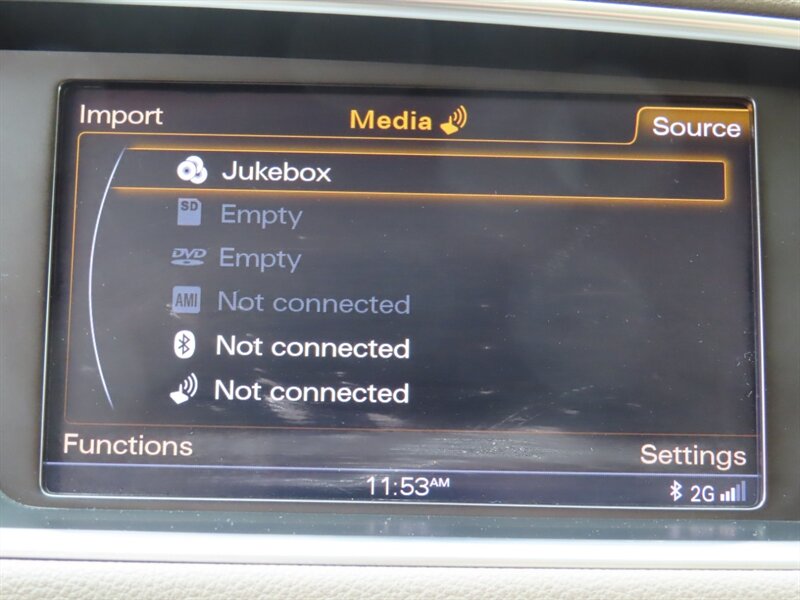 Import
Media
Source
Jukebox
SD Empty
DVD Empty
AMI Not connected
Not connected
Not connected
Functions
Settings
11:53AM
2G